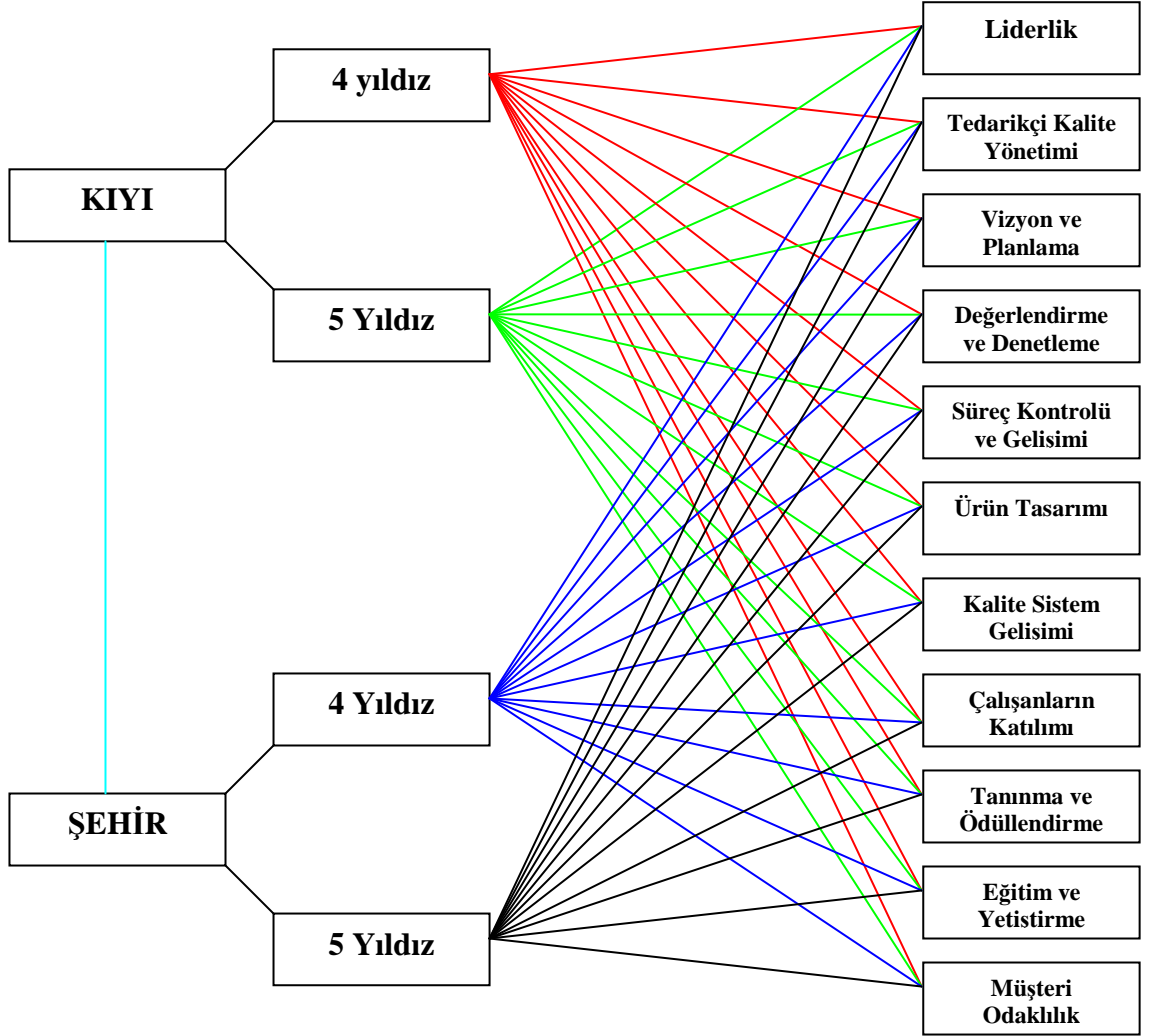 KIYI
4 yıldız
5 Yıldız
ŞEHİR
4 Yıldız
5 Yıldız
Liderlik
Tedarikçi Kalite
Yönetimi
Vizyon ve
Planlama
Değerlendirme
ve Denetleme
Süreç Kontrolü
ve Gelisimi
Ürün Tasarımı
Kalite Sistem
Gelisimi
Çalışanların
Katılımı
Tanınma ve
Ödüllendirme
Eğitim ve
Yetistirme
Müşteri
Odaklılık